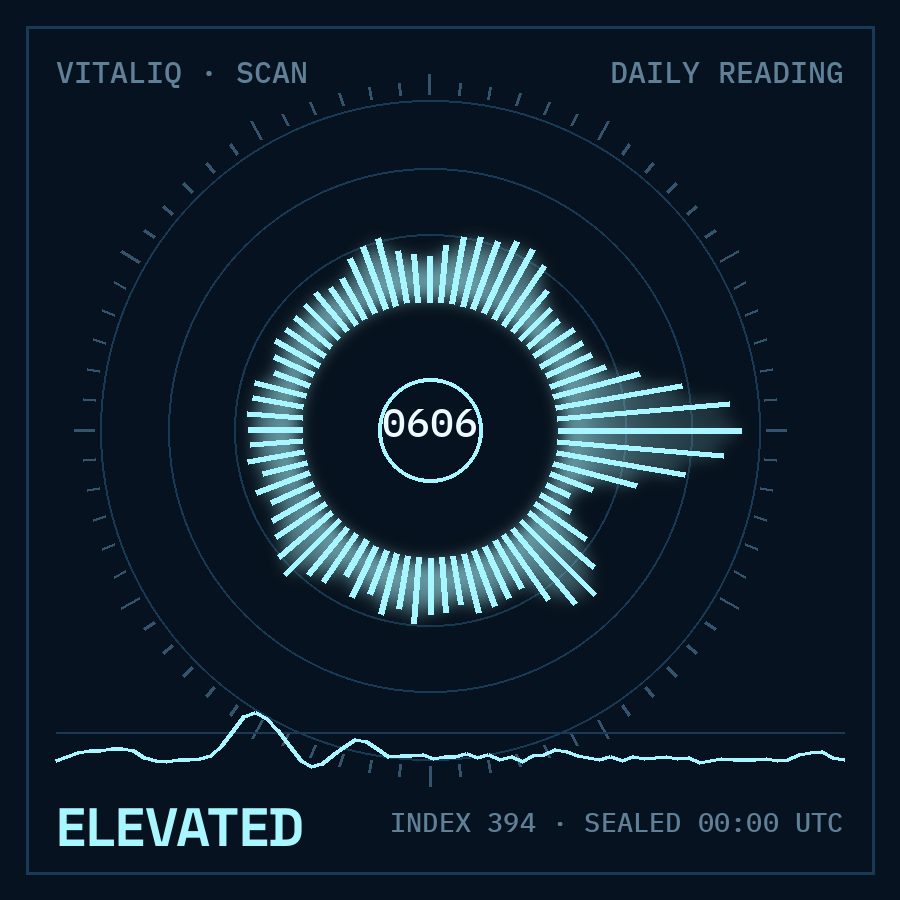 VITALIQ · SCAN
DAILY READING
0606
ELEVATED
INDEX 394 · SEALED 00:00 UTC